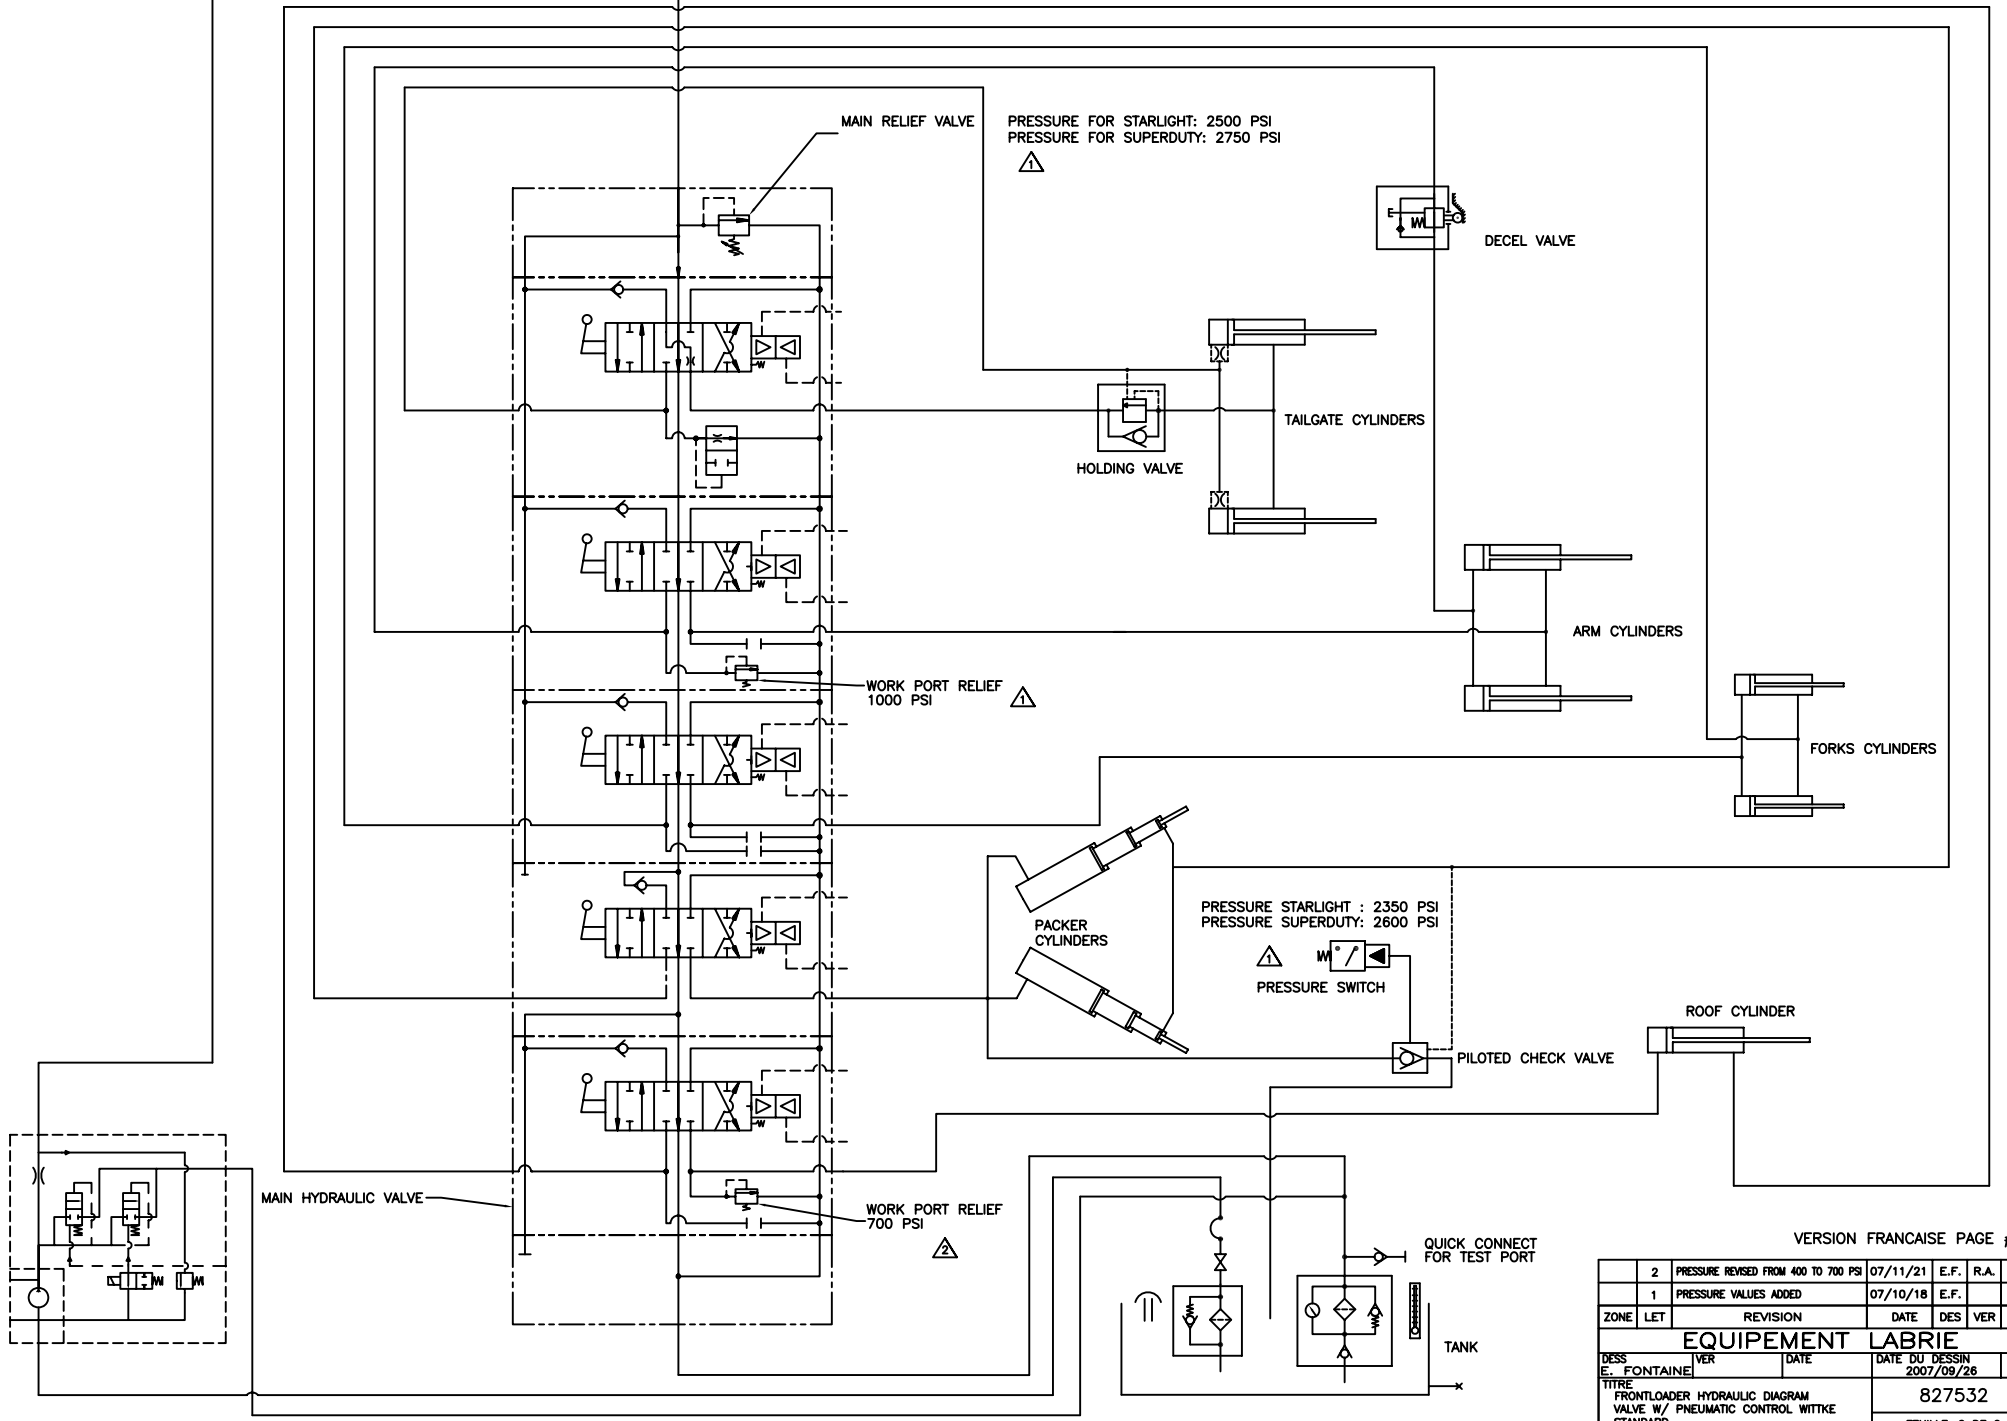 MAIN RELIEF VALVE
PRESSURE FOR STARLIGHT: 2500 PSI
PRESSURE FOR SUPERDUTY: 2750 PSI
1
DECEL VALVE
TAILGATE CYLINDERS
HOLDING VALVE
ARM CYLINDERS
WORK PORT RELIEF
1000 PSI
1
FORKS CYLINDERS
PACKER
CYLINDERS
PRESSURE STARLIGHT : 2350 PSI
PRESSURE SUPERDUTY: 2600 PSI
1
PRESSURE SWITCH
ROOF CYLINDER
PILOTED CHECK VALVE
MAIN HYDRAULIC VALVE
WORK PORT RELIEF
700 PSI
2
QUICK CONNECT
FOR TEST PORT
TANK
VERSION FRANCAISE PAGE
2 PRESSURE REVISED FROM 400 TO 700 PSI 07/11/21 E.F. R.A.
1 PRESSURE VALUES ADDED 07/10/18 E.F.
ZONE LET REVISION DATE DES VER
EQUIPEMENT LABRIE
DESS VER DATE DATE DU DESSIN
E. FONTAINE 2007/09/26
TITRE
FRONTLOADER HYDRAULIC DIAGRAM
VALVE W/ PNEUMATIC CONTROL WITTKE
827532